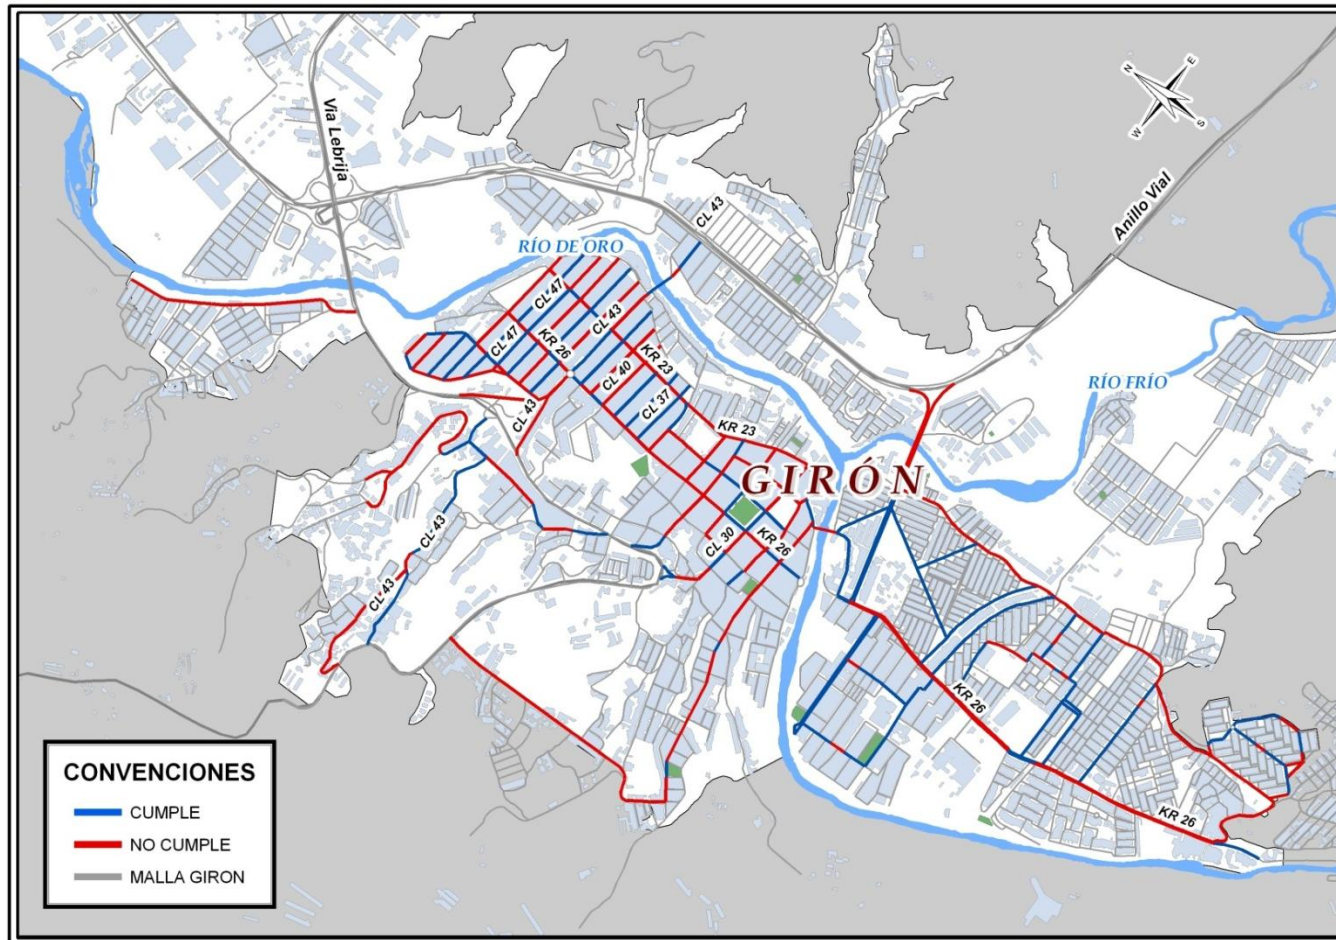 N
E
W
S
Via Lebrija
CL 43
Anillo Vial
RÍO DE ORO
CL 47
CL 43
CL 47
KR 26
KR 23
CL 40
CL 37
RÍO FRÍO
CL 43
KR 23
GIRÓN
CL 43
CL 30
KR 26
CL 43
KR 26
KR 26
CONVENCIONES
CUMPLE
NO CUMPLE
MALLA GIRON